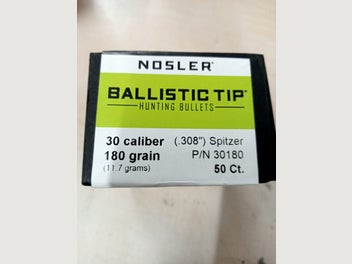 NOSLER®
BALLISTIC TIP®
HUNTING BULLETS
30 caliber (.308") Spitzer
180 grain P/N 30180
(11.7 grams) 50 Ct.